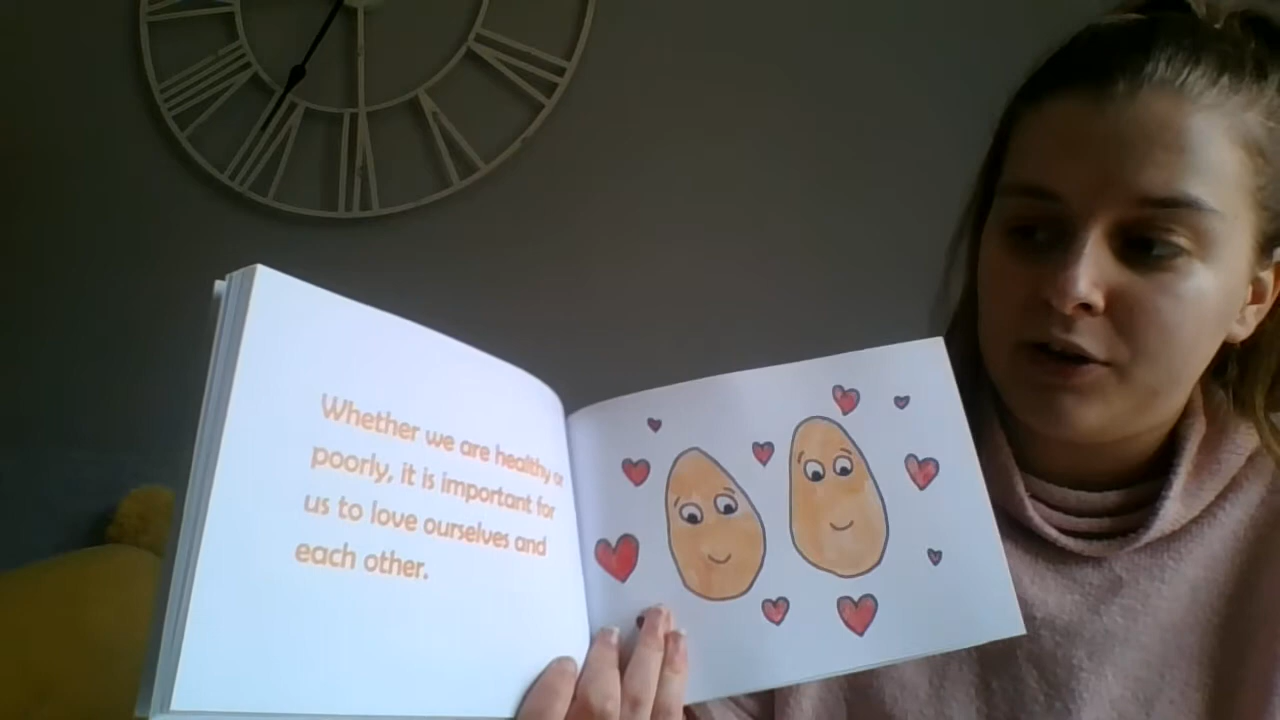 Whether we are healthy or
poorly, it is important for
us to love ourselves and
each other.